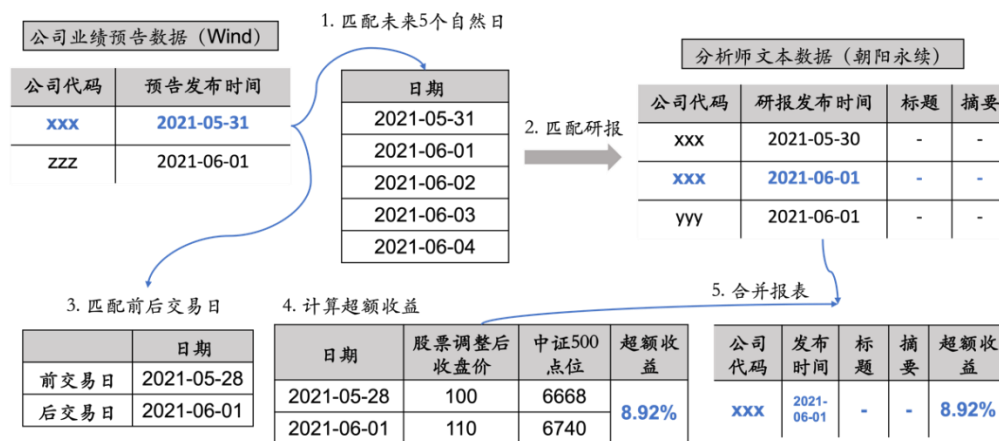 1. 匹配未来5个自然日
公司业绩预告数据（Wind）
公司代码 预告发布时间
xxx 2021-05-31
zzz 2021-06-01
日期
2021-05-31
2021-06-01
2021-06-02
2021-06-03
2021-06-04
2. 匹配研报
分析师文本数据（朝阳永续）
公司代码 研报发布时间 标题 摘要
xxx 2021-05-30 - -
xxx 2021-06-01 - -
yyy 2021-06-01 - -
3. 匹配前后交易日
日期
前交易日 2021-05-28
后交易日 2021-06-01
4. 计算超额收益
日期 股票调整后 中证500 超额收
收盘价 点位 益
2021-05-28 100 6668
8.92%
2021-06-01 110 6740
5. 合并报表
公司 发布 标 摘 超额收
代码 时间 题 要 益
xxx 2021- - - 8.92%
06-01